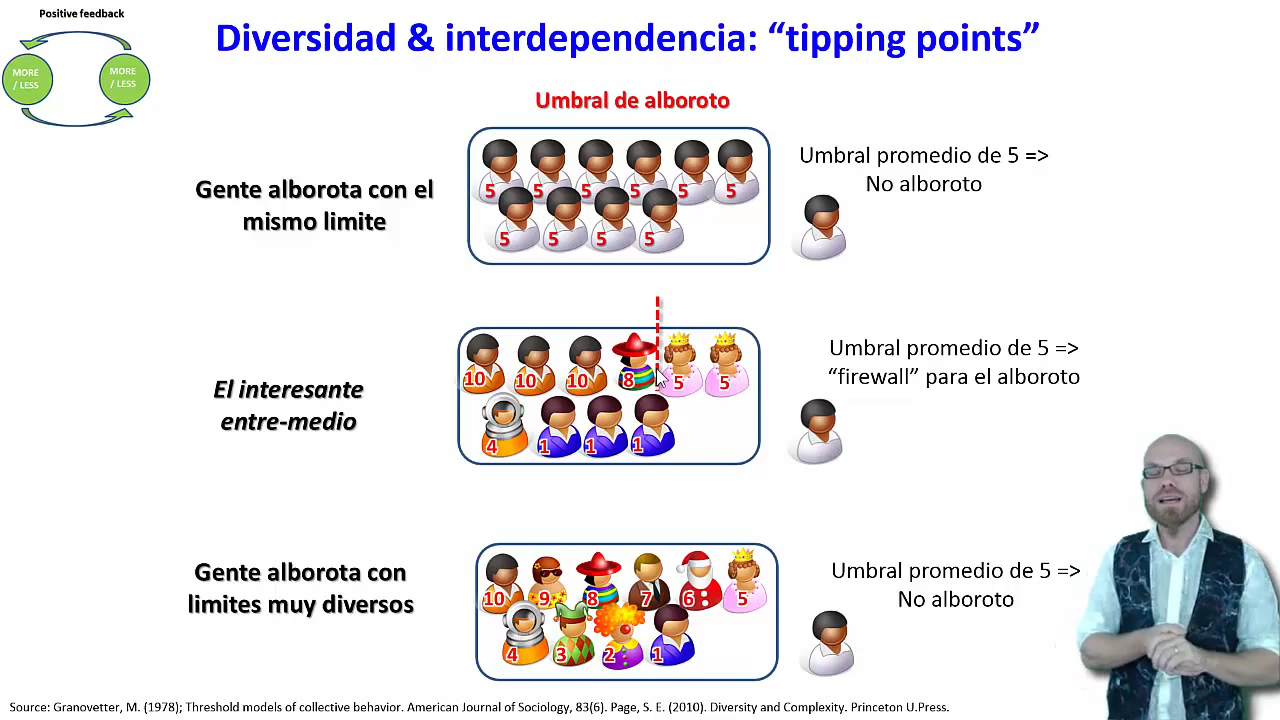 Positive feedback
MORE
/ LESS
MORE
/ LESS
Diversidad & interdependencia: “tipping points”
Umbral de alboroto
Gente alborota con el
mismo limite
5 5 5 5 5 5
5 5 5 5
Umbral promedio de 5 =>
No alboroto
El interesante
entre-medio
10 10 10 8 5 5
4 1 1 1
Umbral promedio de 5 =>
“firewall” para el alboroto
Gente alborota con
limites muy diversos
10 9 8 7 6 5
4 3 2 1
Umbral promedio de 5 =>
No alboroto
Source: Granovetter, M. (1978); Threshold models of collective behavior. American Journal of Sociology, 83(6). Page, S. E. (2010). Diversity and Complexity. Princeton U.Press.